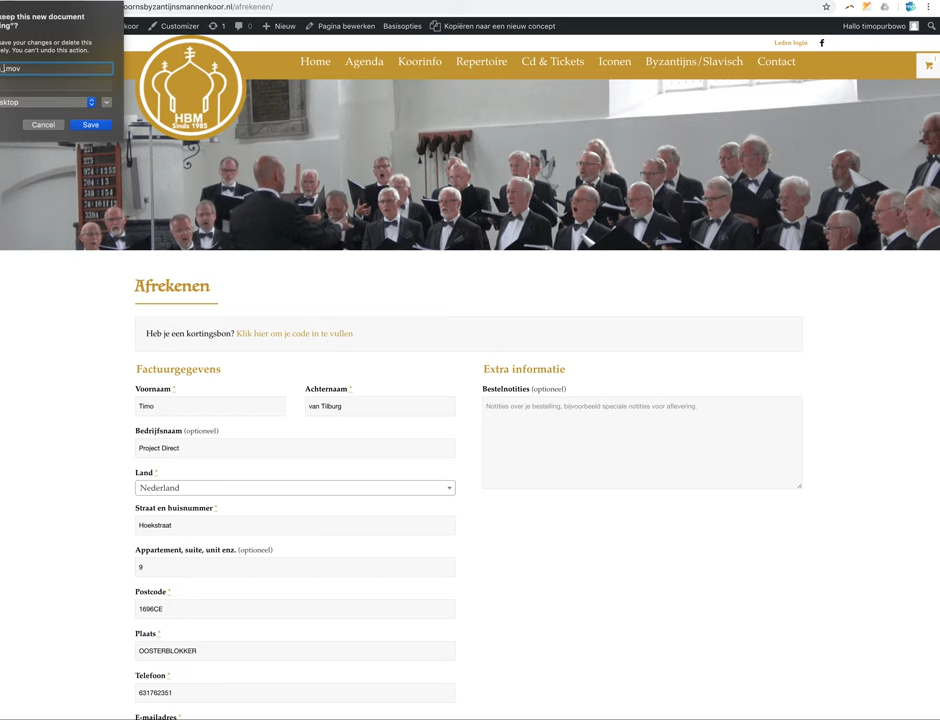 keep this new document
ing"?
save your changes or delete this
ely. You can't undo this action.
.mov
sktop
Cancel
Save
oornsbyzantijnsmannenkoor.nl/afrekenen/
koor
Customizer
1
0
Nieuw
Pagina bewerken
Basisopties
Kopiëren naar een nieuw concept
Hallo timopurbowo
Leden login
f
HBM
Sinds 1985
Home
Agenda
Koorinfo
Repertoire
Cd & Tickets
Iconen
Byzantijns/Slavisch
Contact
1
Afrekenen
Heb je een kortingsbon? Klik hier om je code in te vullen
Factuurgegevens
Voornaam *
Achternaam *
Timo
van Tilburg
Bedrijfsnaam (optioneel)
Project Direct
Land *
Nederland
Straat en huisnummer *
Hoekstraat
Appartement, suite, unit enz. (optioneel)
9
Postcode *
1696CE
Plaats *
OOSTERBLOKKER
Telefoon *
631762351
E-mailadres *
Extra informatie
Bestelnotities (optioneel)
Notities over je bestelling, bijvoorbeeld speciale notities voor aflevering.